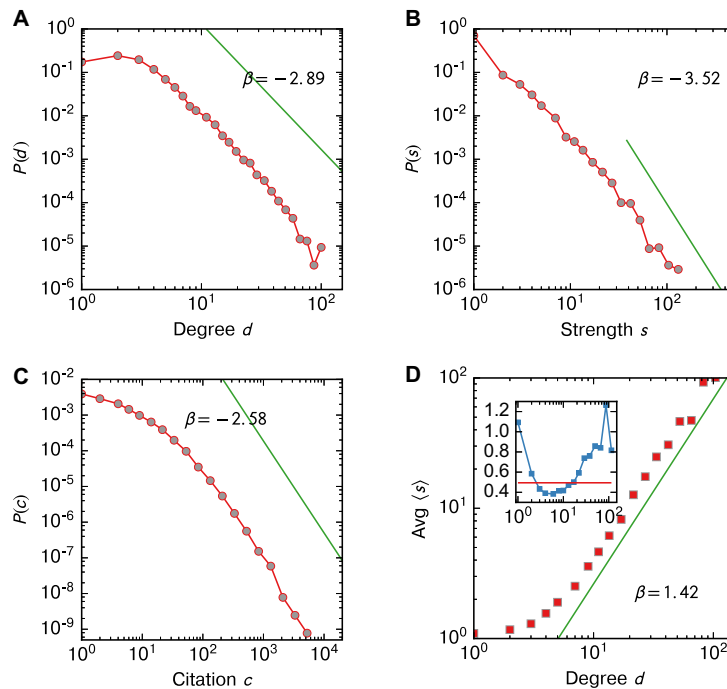 A
10^0
10^-1
10^-2
10^-3
10^-4
10^-5
10^-6
P(d)
β=−2.89
10^0 10^1 10^2
Degree d
B
10^0
10^-1
10^-2
10^-3
10^-4
10^-5
10^-6
P(s)
β=−3.52
10^0 10^1 10^2
Strength s
C
10^-2
10^-3
10^-4
10^-5
10^-6
10^-7
10^-8
10^-9
P(c)
β=−2.58
10^0 10^1 10^2 10^3 10^4
Citation c
D
10^2
10^1
10^0
Avg ⟨s⟩
1.2
1.0
0.8
0.6
0.4
10^0 10^1 10^2
β=1.42
10^0 10^1 10^2
Degree d